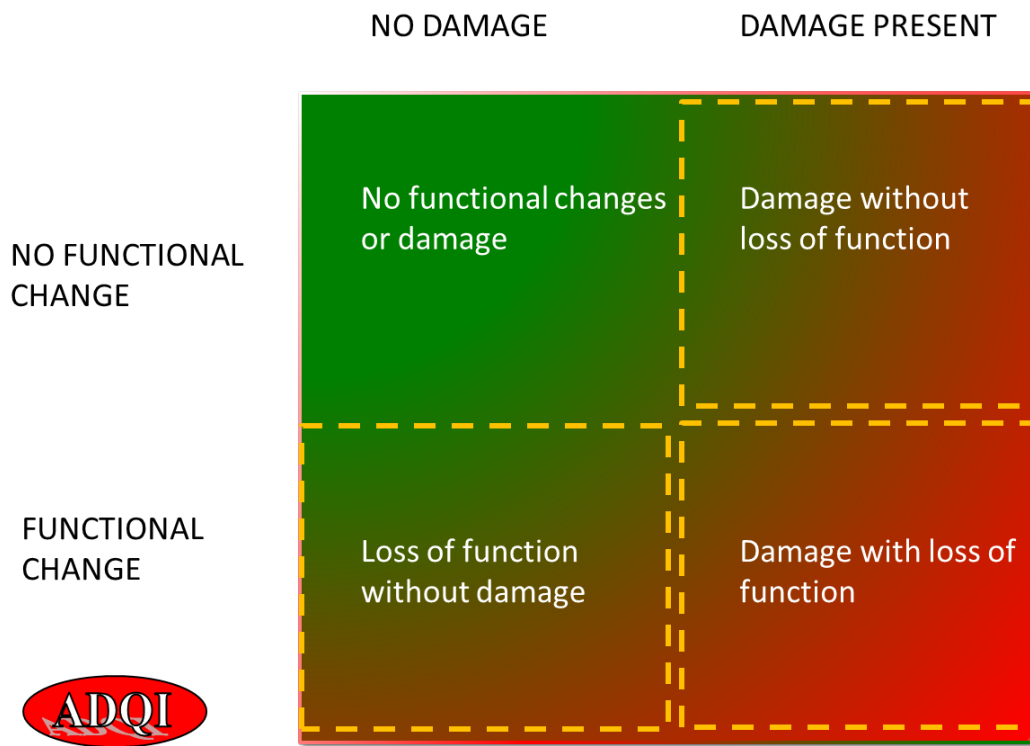 NO DAMAGE
DAMAGE PRESENT
NO FUNCTIONAL
CHANGE
No functional changes
or damage
Damage without
loss of function
FUNCTIONAL
CHANGE
Loss of function
without damage
Damage with loss of
function
ADQI